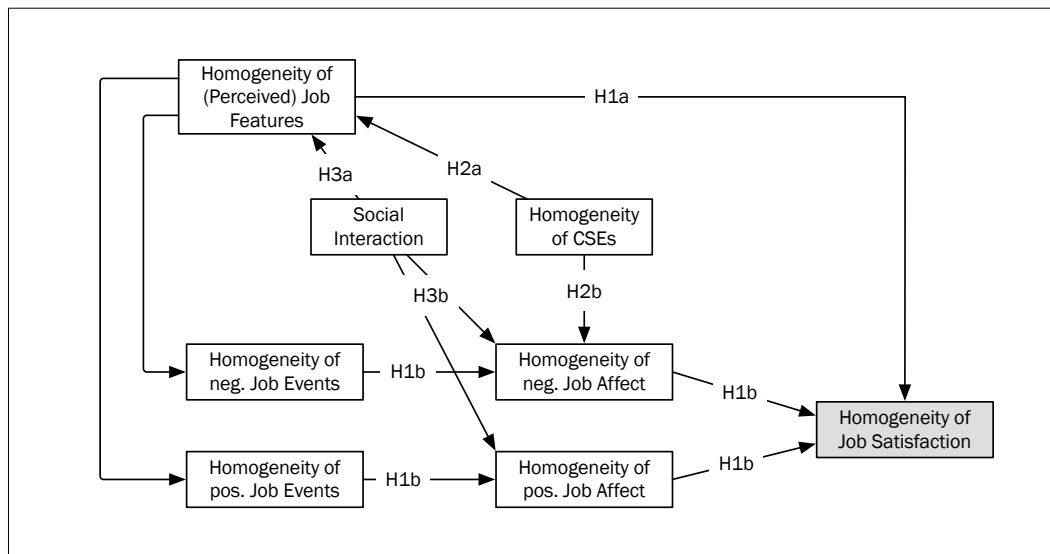 Homogeneity of
(Perceived) Job
Features
H1a
H3a
H2a
Social
Interaction
Homogeneity
of CSEs
H3b
H2b
Homogeneity of
neg. Job Events
H1b
Homogeneity of
neg. Job Affect
H1b
Homogeneity of
Job Satisfaction
Homogeneity of
pos. Job Events
H1b
Homogeneity of
pos. Job Affect
H1b